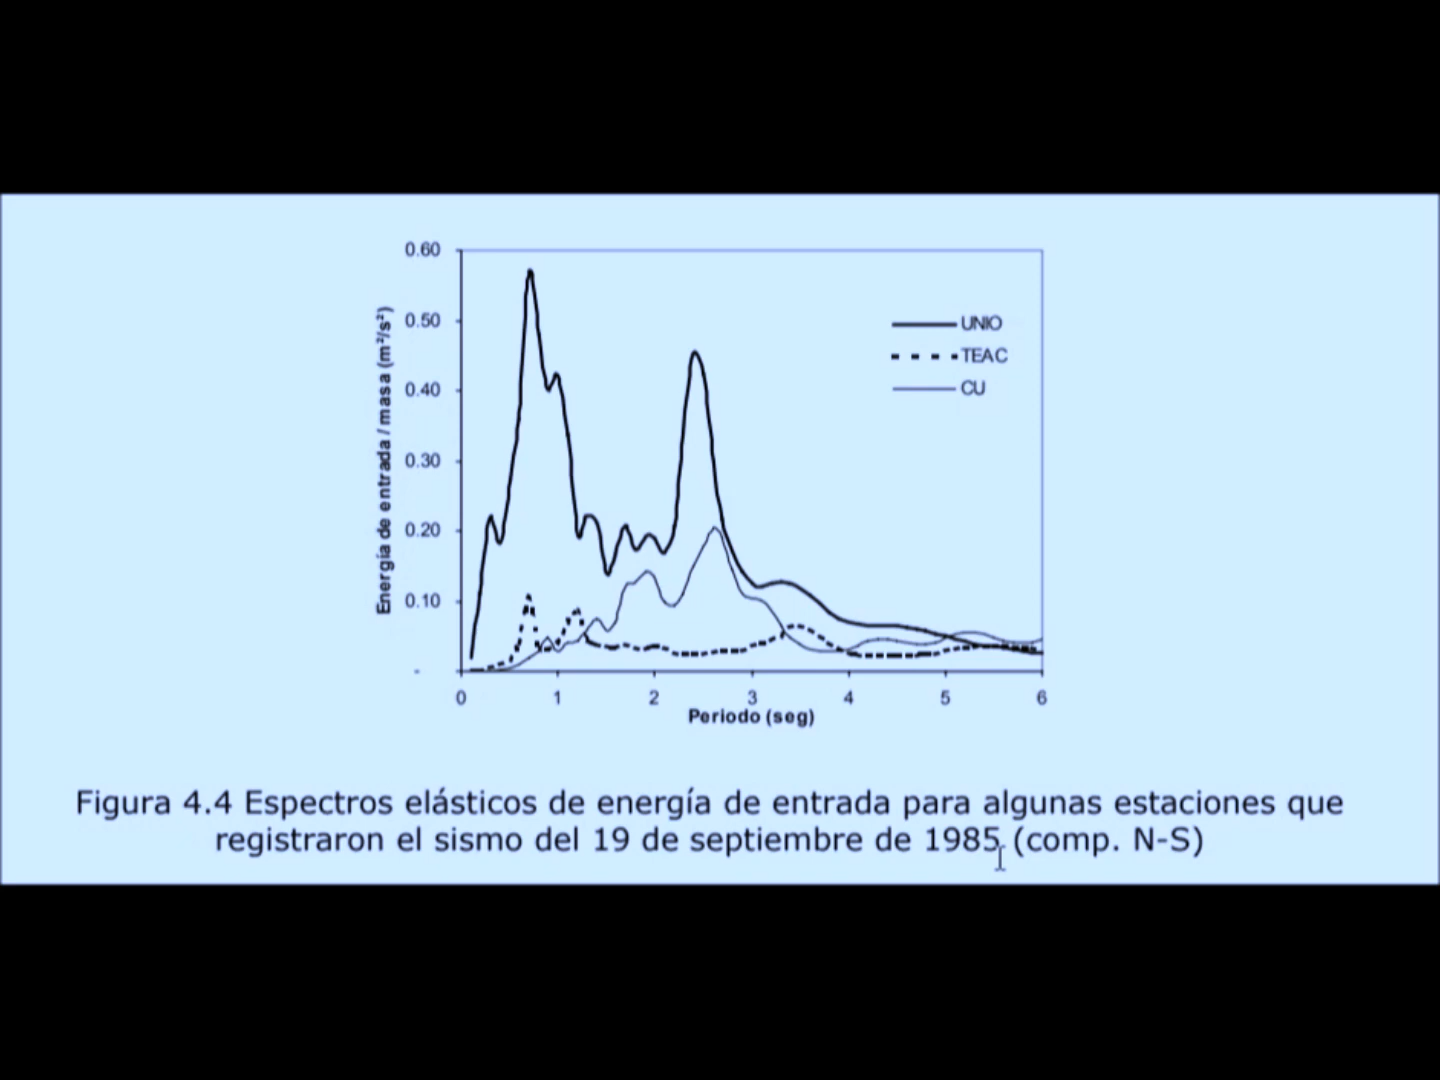 0.60
0.50
0.40
0.30
0.20
0.10
-
Energía de entrada / masa (m²/s²)
UNIO
TEAC
CU
0 1 2 3 4 5 6
Periodo (seg)
Figura 4.4 Espectros elásticos de energía de entrada para algunas estaciones que
registraron el sismo del 19 de septiembre de 1985 (comp. N-S)